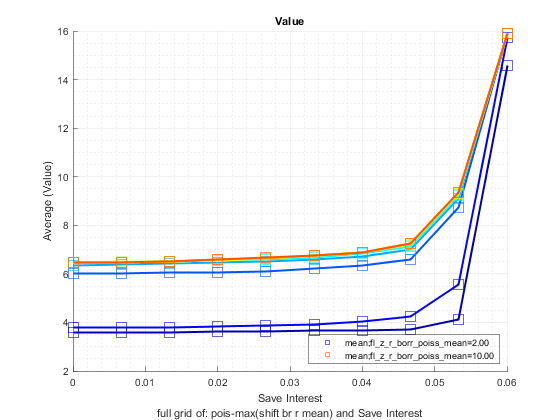 Value
16
14
12
10
8
6
4
2
Average (Value)
mean;fl_z_r_borr_poiss_mean=2.00
mean;fl_z_r_borr_poiss_mean=10.00
0
0.01
0.02
0.03
0.04
0.05
0.06
Save Interest
full grid of: pois-max(shift br r mean) and Save Interest